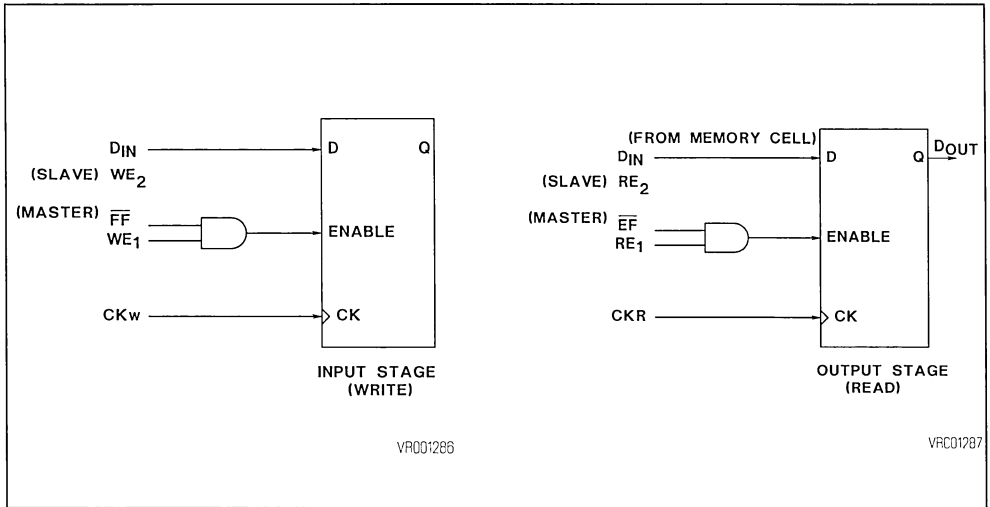 DIN
(SLAVE) WE2
(MASTER) FF
WE1
CKw
D Q
ENABLE
CK
INPUT STAGE
(WRITE)
VR001286
(FROM MEMORY CELL)
DIN
(SLAVE) RE2
(MASTER) EF
RE1
CKR
D Q
DOUT
ENABLE
CK
OUTPUT STAGE
(READ)
VRC01287